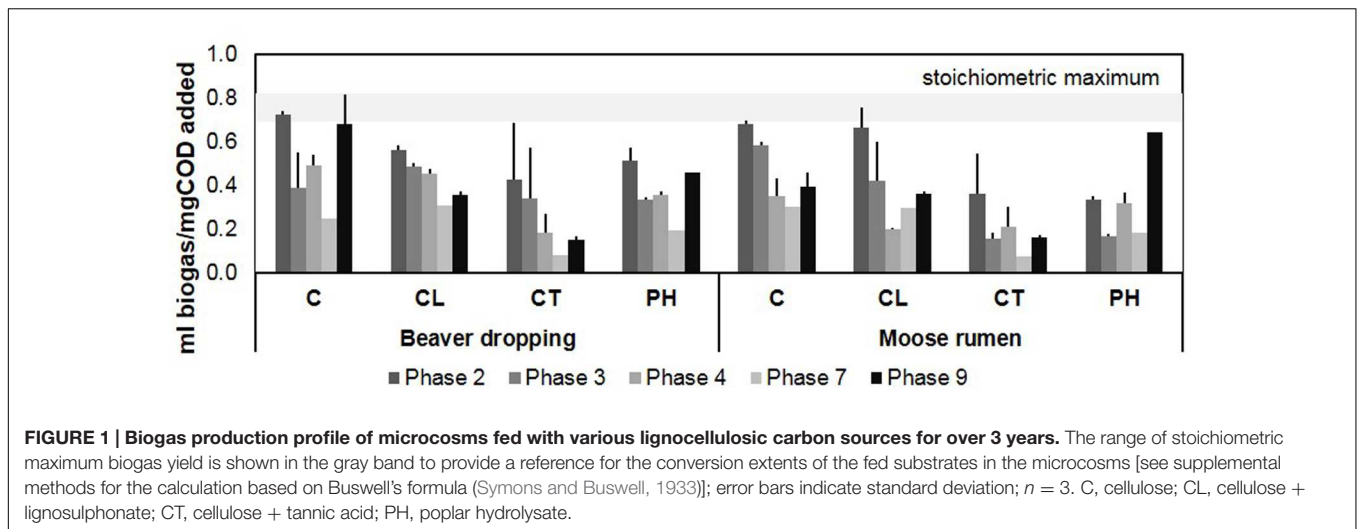 1.0
stoichiometric maximum
0.8
0.6
0.4
0.2
0.0
ml biogas/mgCOD added
C CL CT PH C CL CT PH
Beaver dropping Moose rumen
Phase 2 Phase 3 Phase 4 Phase 7 Phase 9
FIGURE 1 | Biogas production profile of microcosms fed with various lignocellulosic carbon sources for over 3 years. The range of stoichiometric
maximum biogas yield is shown in the gray band to provide a reference for the conversion extents of the fed substrates in the microcosms [see supplemental
methods for the calculation based on Buswell's formula (Symons and Buswell, 1933)]; error bars indicate standard deviation; n = 3. C, cellulose; CL, cellulose +
lignosulphonate; CT, cellulose + tannic acid; PH, poplar hydrolysate.